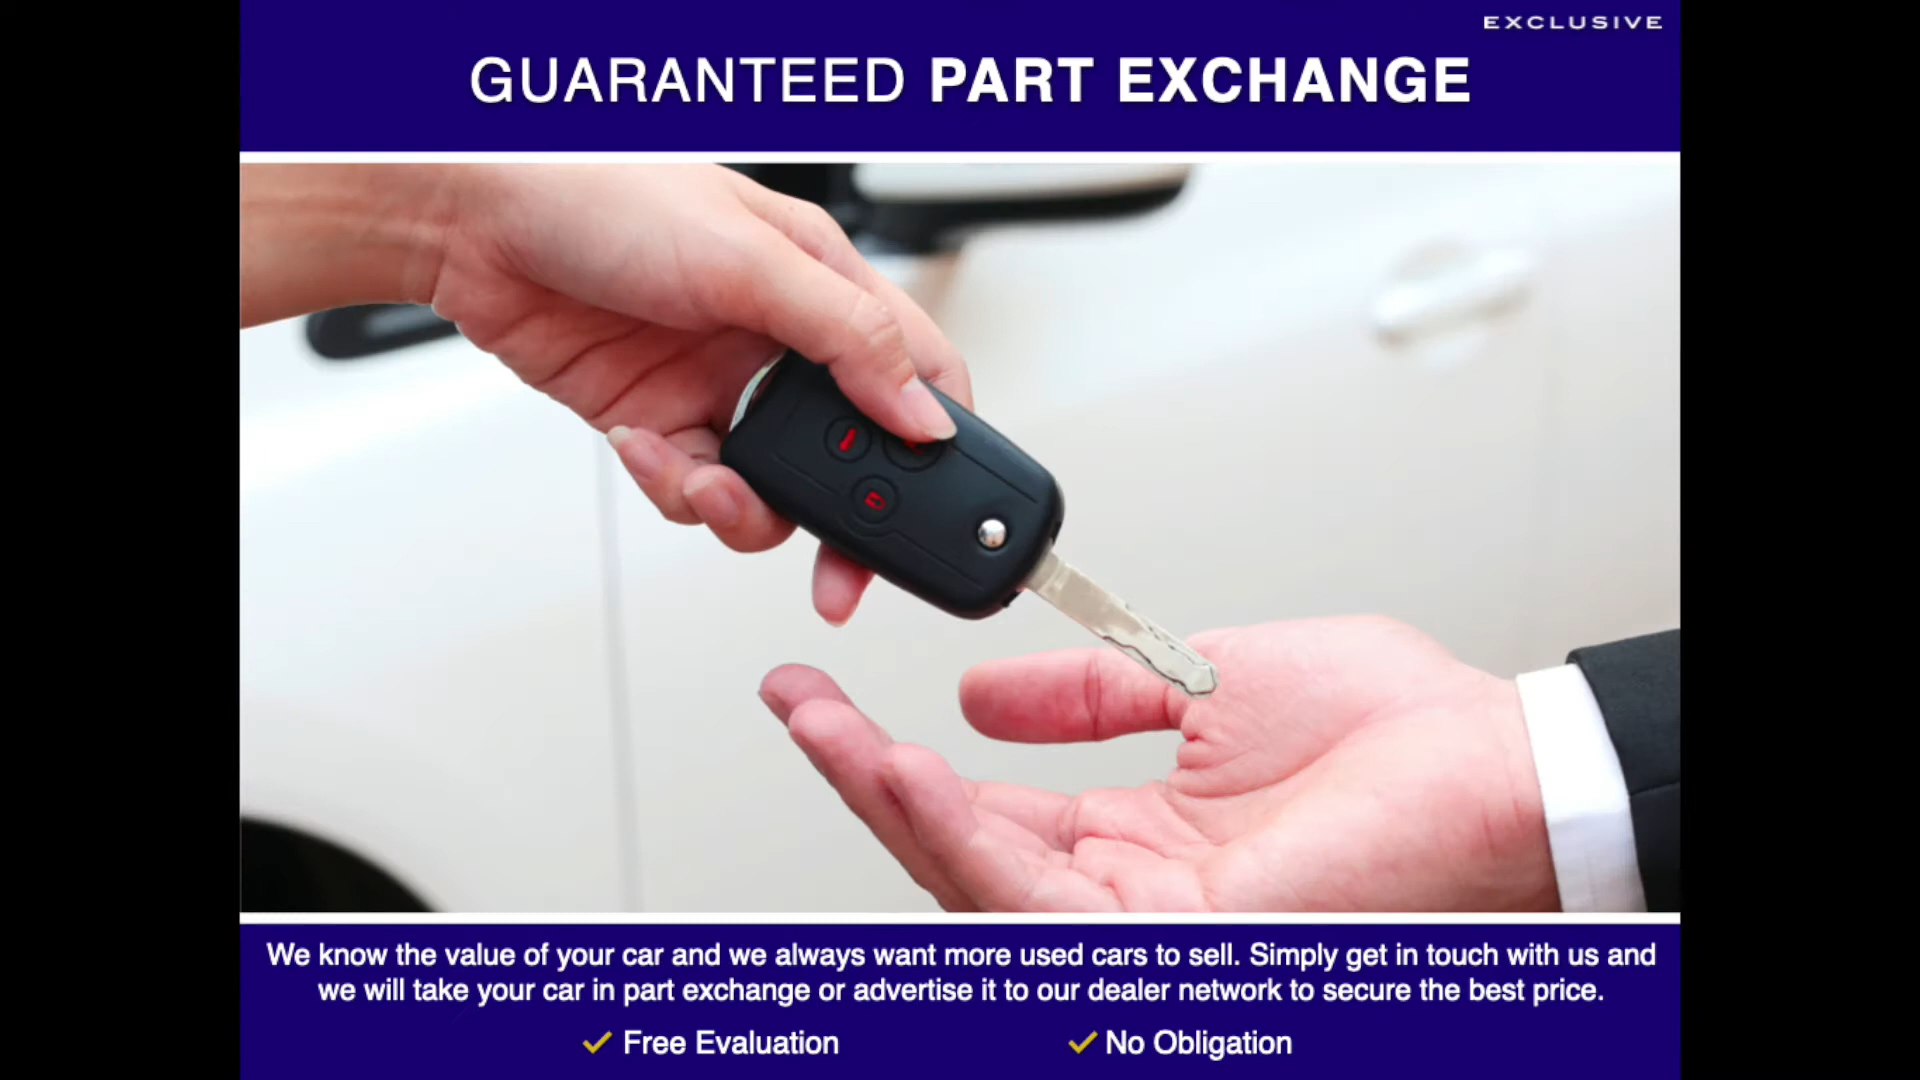 EXCLUSIVE
GUARANTEED PART EXCHANGE
We know the value of your car and we always want more used cars to sell. Simply get in touch with us and
we will take your car in part exchange or advertise it to our dealer network to secure the best price.
Free Evaluation
No Obligation